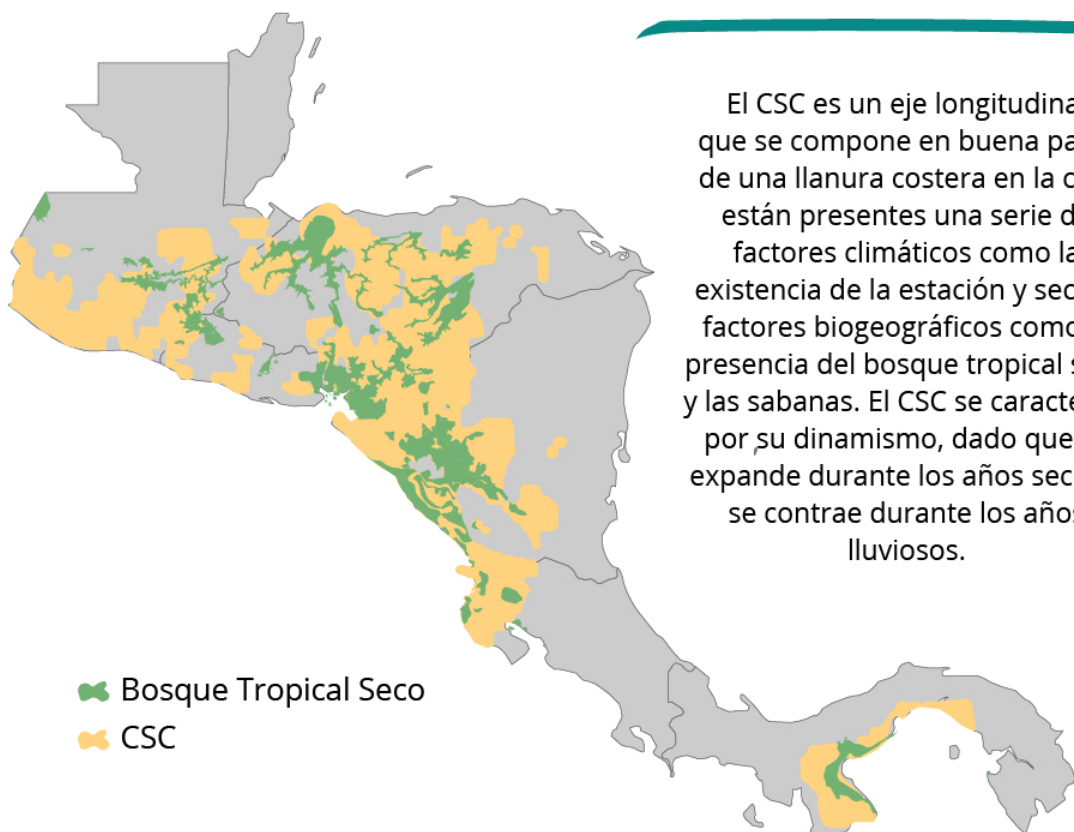 El CSC es un eje longitudina
que se compone en buena pa
de una llanura costera en la c
están presentes una serie d
factores climáticos como la
existencia de la estación y sec
factores biogeográficos como
presencia del bosque tropical s
y las sabanas. El CSC se caracte
por su dinamismo, dado que
expande durante los años sec
se contrae durante los años
lluviosos.
Bosque Tropical Seco
CSC